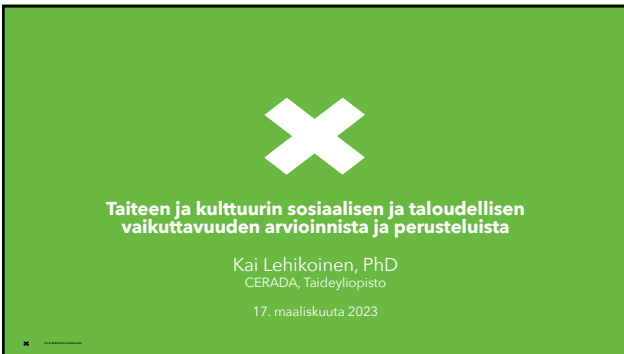 Taiteen ja kulttuurin sosiaalisen ja taloudellisen
vaikuttavuuden arvioinnista ja perusteluista
Kai Lehikoinen, PhD
CERADA, Taideyliopisto
17. maaliskuuta 2023